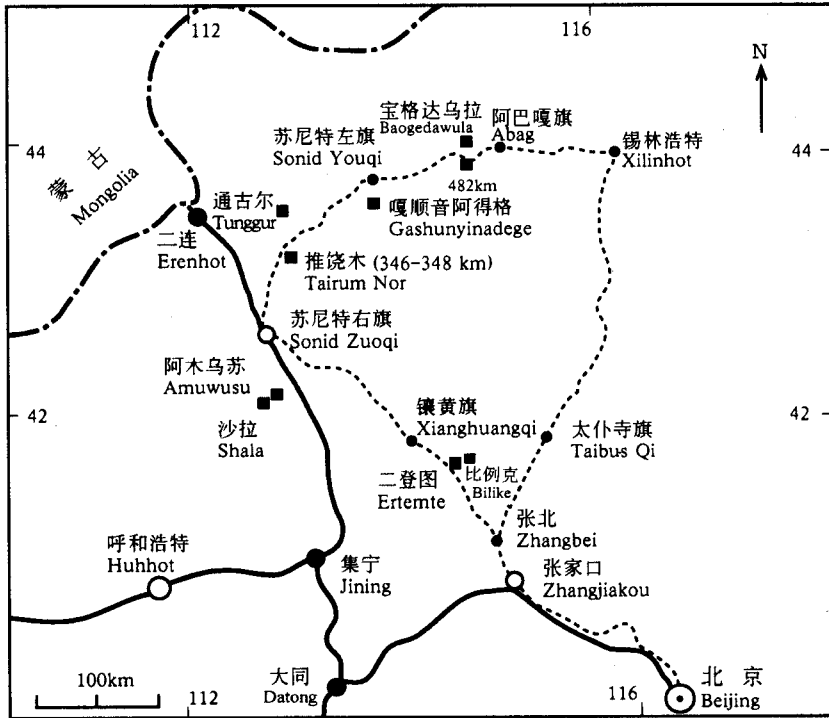 112
116
N
宝格达乌拉
Baogedawula
阿巴嘎旗
Abag
苏尼特左旗
Sonid Youqi
锡林浩特
Xilinhot
44
44
482km
蒙古
Mongolia
通古尔
Tunggur
嘎顺音阿得格
Gashunyinadege
二连
Erenhot
推饶木 (346-348 km)
Tairum Nor
苏尼特右旗
Sonid Zuoqi
阿木乌苏
Amuwusu
42
42
镶黄旗
Xianghuangqi
沙拉
Shala
太仆寺旗
Taibus Qi
二登图
Ertemte
比例克
Bilike
张北
Zhangbei
呼和浩特
Huhhot
集宁
Jining
张家口
Zhangjiakou
100km
大同
Datong
112
116
北京
Beijing